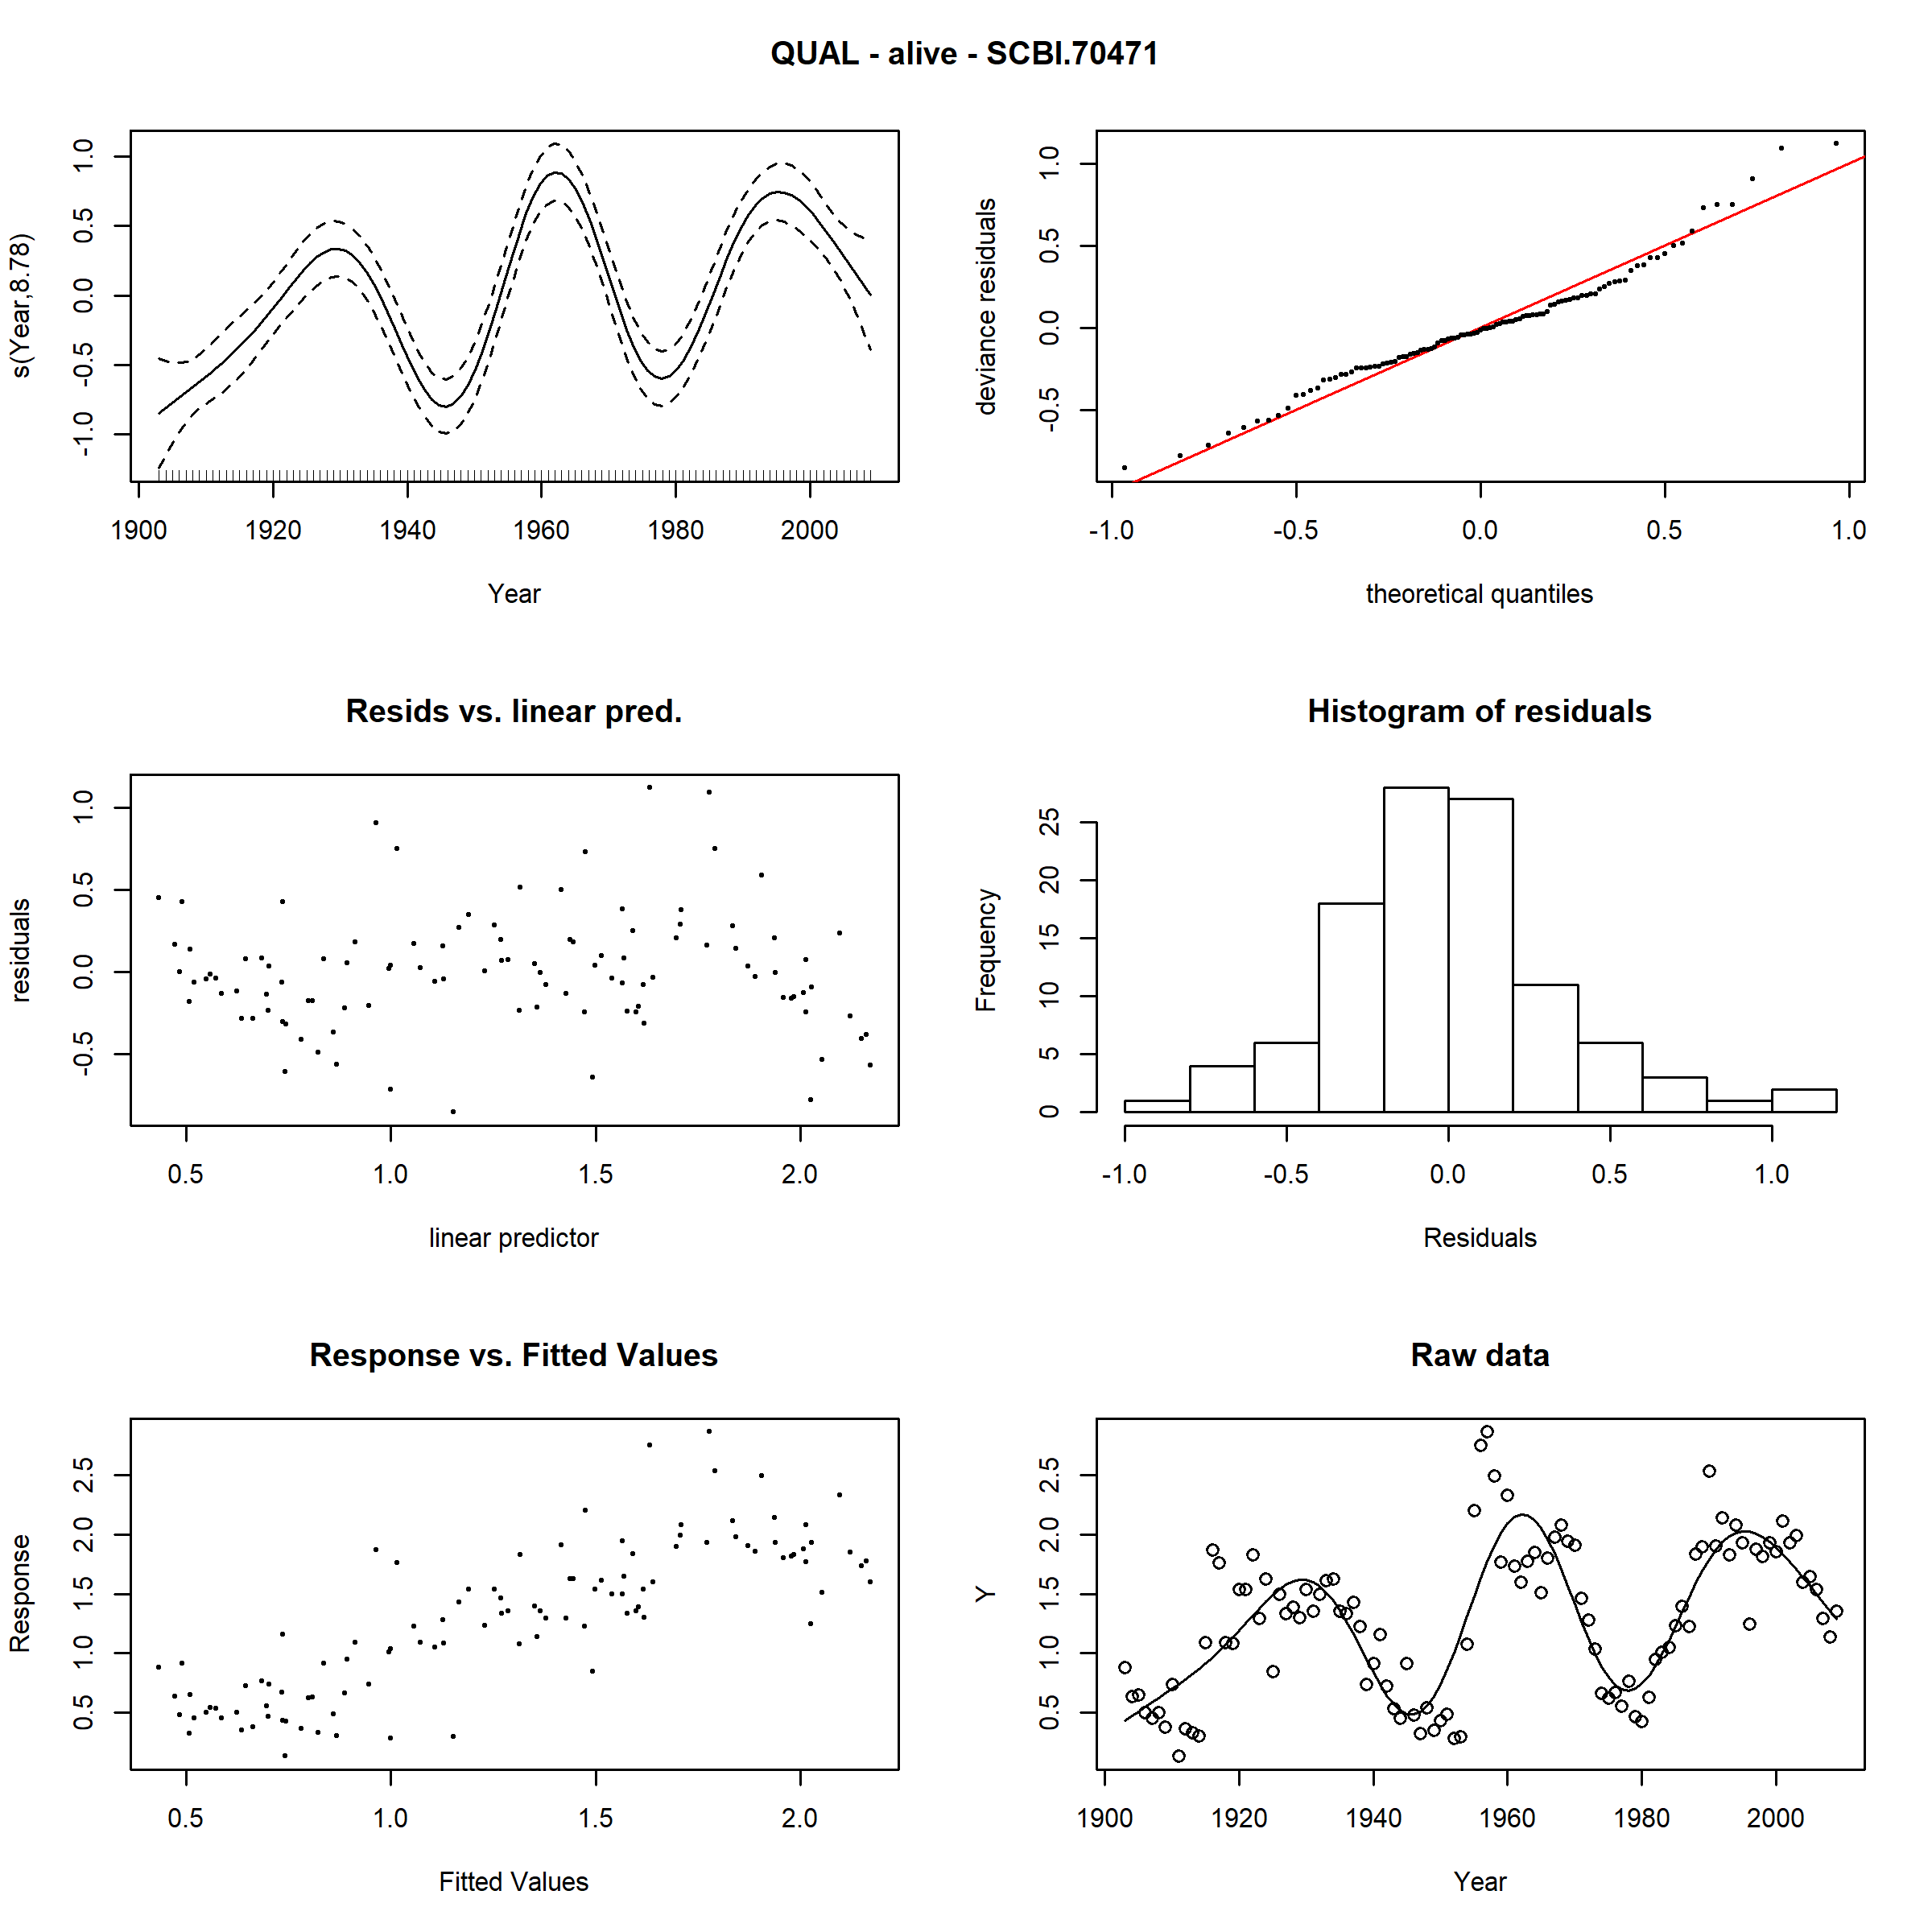 QUAL - alive - SCBI.70471
s(Year,8.78)
1.0
0.5
0.0
-0.5
-1.0
1900 1920 1940 1960 1980 2000
Year
deviance residuals
1.0
0.5
0.0
-0.5
-1.0 -0.5 0.0 0.5 1.0
theoretical quantiles
Resids vs. linear pred.
residuals
1.0
0.5
0.0
-0.5
0.5 1.0 1.5 2.0
linear predictor
Histogram of residuals
Frequency
25
20
15
10
5
0
-1.0 -0.5 0.0 0.5 1.0
Residuals
Response vs. Fitted Values
Response
2.5
2.0
1.5
1.0
0.5
0.5 1.0 1.5 2.0
Fitted Values
Raw data
Y
2.5
2.0
1.5
1.0
0.5
1900 1920 1940 1960 1980 2000
Year